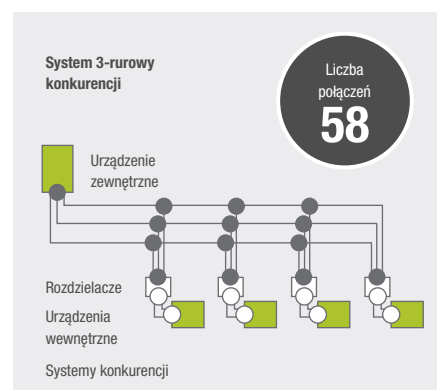 System 3-rurowy
konkurencji
Liczba
połączeń
58
Urządzenie
zewnętrzne
Rozdzielacze
Urządzenia
wewnętrzne
Systemy konkurencji